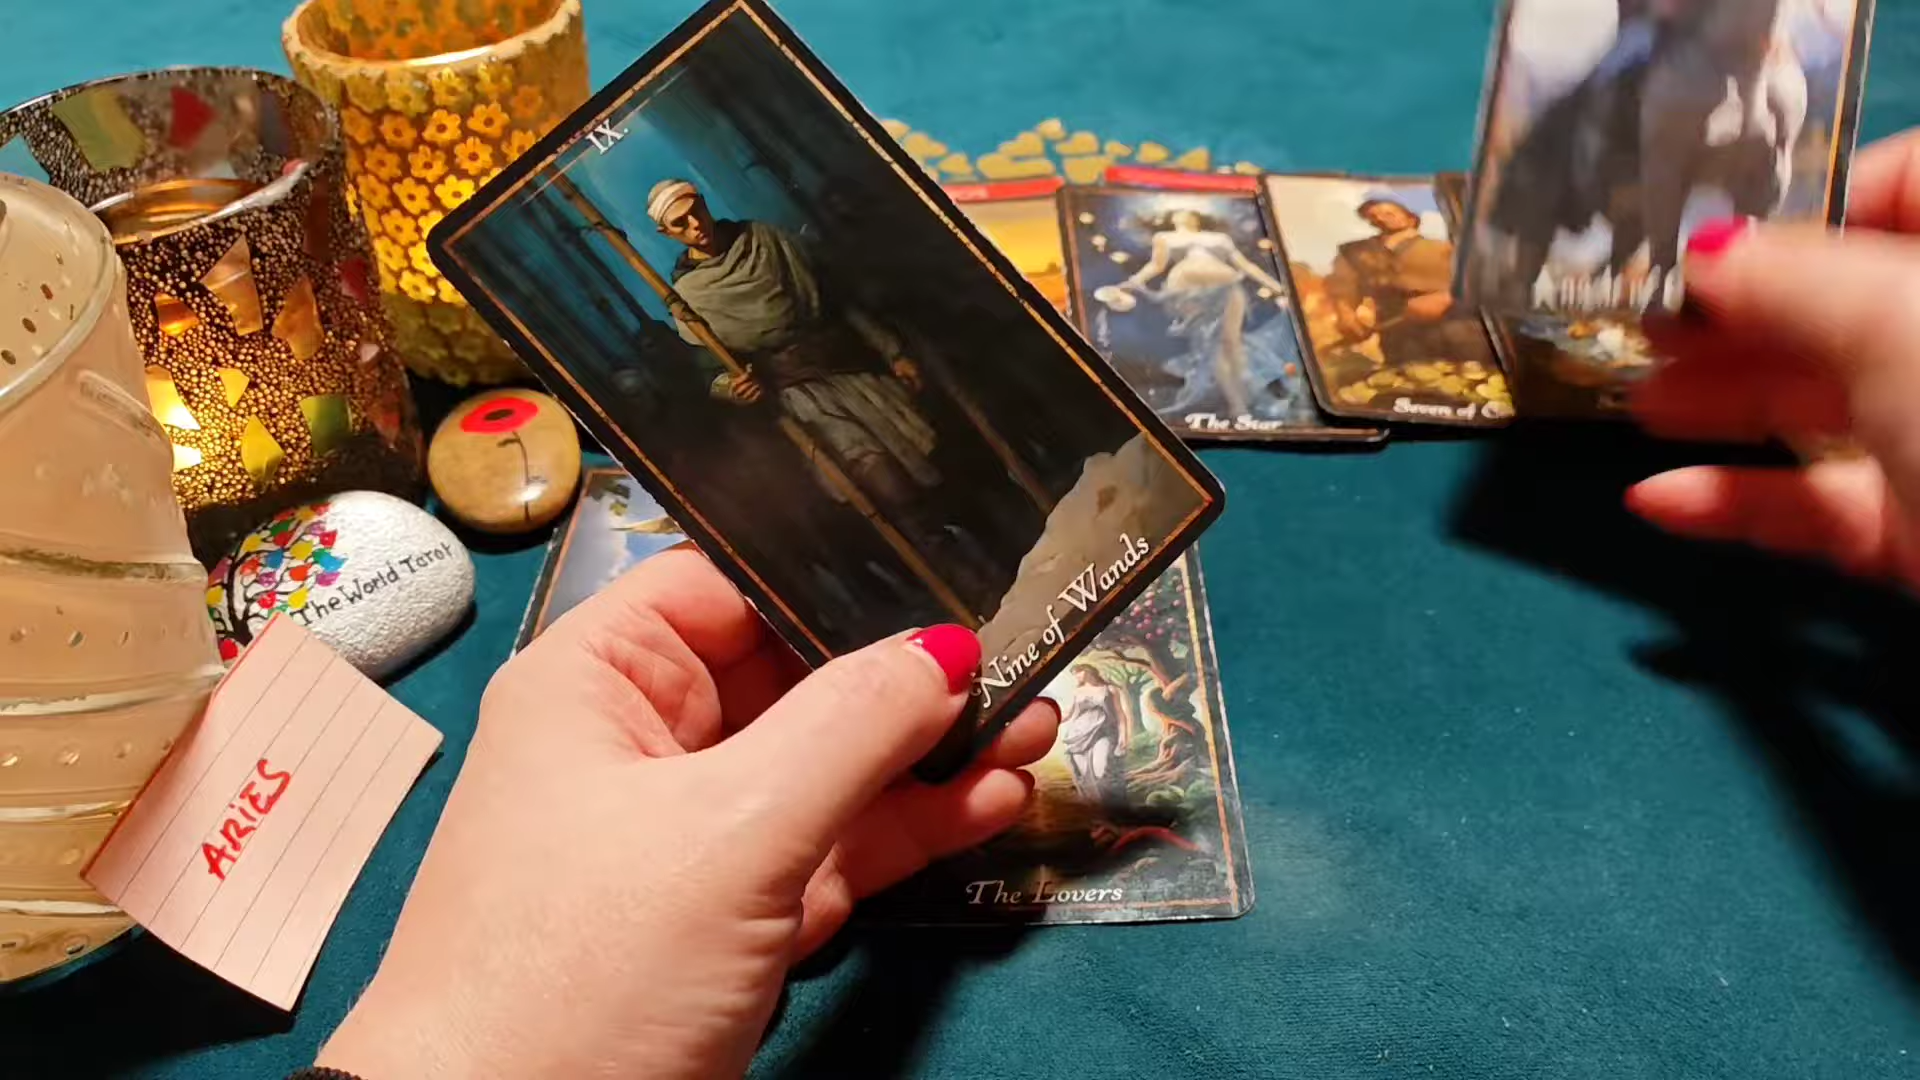 IX.
The Star
Seven of
The World Tarot
Nine of Wands
ARIES
The Lovers